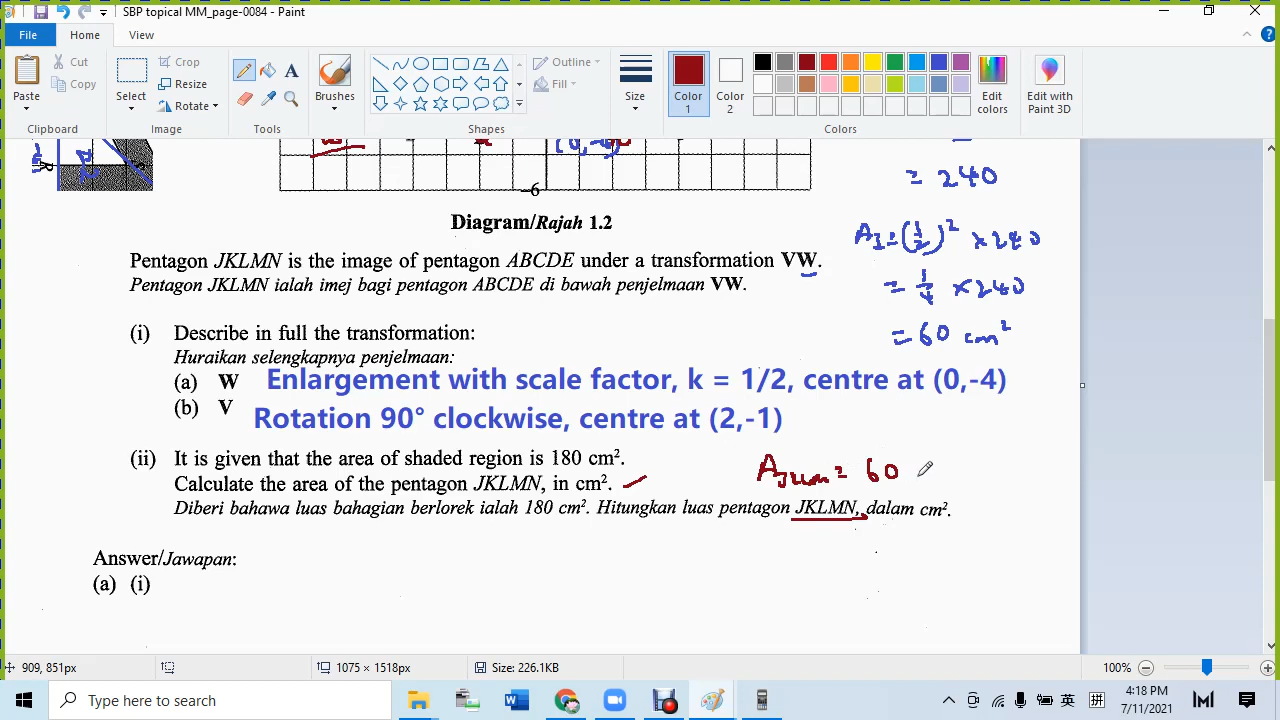 SBP topical MM_page-0084 - Paint
File
Home
View
Paste
Cut
Copy
Clipboard
Select
Crop
Resize
Rotate
Image
Tools
Brushes
Shapes
Outline
Fill
Size
Color 1
Color 2
Colors
Edit colors
Edit with Paint 3D
-6
= 240
Diagram/Rajah 1.2
A_I = (1/2)² × 240
= 1/4 × 240
= 60 cm²
Pentagon JKLMN is the image of pentagon ABCDE under a transformation VW.
Pentagon JKLMN ialah imej bagi pentagon ABCDE di bawah penjelmaan VW.
(i) Describe in full the transformation:
Huraikan selengkapnya penjelmaan:
(a) W Enlargement with scale factor, k = 1/2, centre at (0,-4)
(b) V Rotation 90° clockwise, centre at (2,-1)
(ii) It is given that the area of shaded region is 180 cm².
Calculate the area of the pentagon JKLMN, in cm².
A_JKLMN = 60
Diberi bahawa luas bahagian berlorek ialah 180 cm². Hitungkan luas pentagon JKLMN, dalam cm².
Answer/Jawapan:
(a) (i)
909, 851px
1075 × 1518px
Size: 226.1KB
100%
Type here to search
英
拼
4:18 PM
7/11/2021